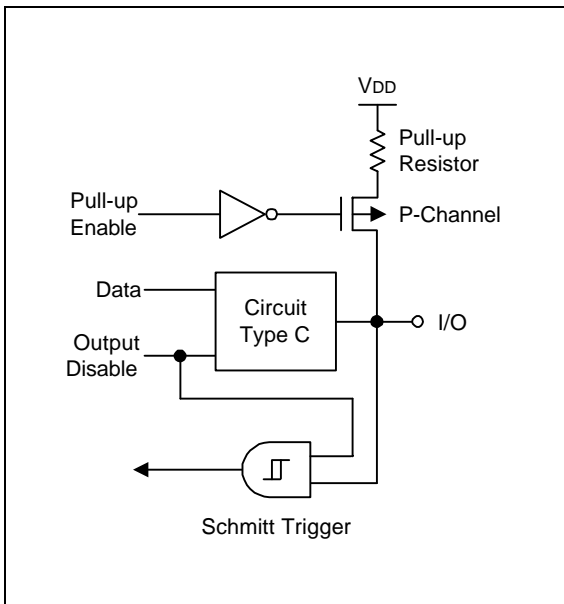 VDD
Pull-up
Resistor
Pull-up
Enable
P-Channel
Data
Circuit
Type C
I/O
Output
Disable
Schmitt Trigger